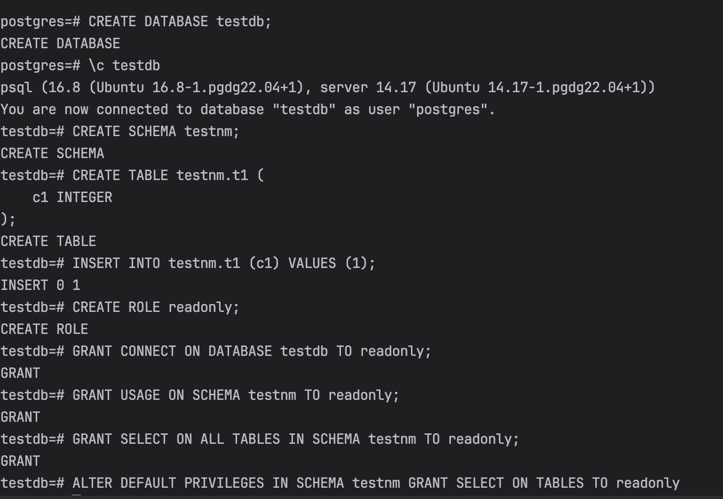 postgres=# CREATE DATABASE testdb;
CREATE DATABASE
postgres=# \c testdb
psql (16.8 (Ubuntu 16.8-1.pgdg22.04+1), server 14.17 (Ubuntu 14.17-1.pgdg22.04+1))
You are now connected to database "testdb" as user "postgres".
testdb=# CREATE SCHEMA testnm;
CREATE SCHEMA
testdb=# CREATE TABLE testnm.t1 (
    c1 INTEGER
);
CREATE TABLE
testdb=# INSERT INTO testnm.t1 (c1) VALUES (1);
INSERT 0 1
testdb=# CREATE ROLE readonly;
CREATE ROLE
testdb=# GRANT CONNECT ON DATABASE testdb TO readonly;
GRANT
testdb=# GRANT USAGE ON SCHEMA testnm TO readonly;
GRANT
testdb=# GRANT SELECT ON ALL TABLES IN SCHEMA testnm TO readonly;
GRANT
testdb=# ALTER DEFAULT PRIVILEGES IN SCHEMA testnm GRANT SELECT ON TABLES TO readonly